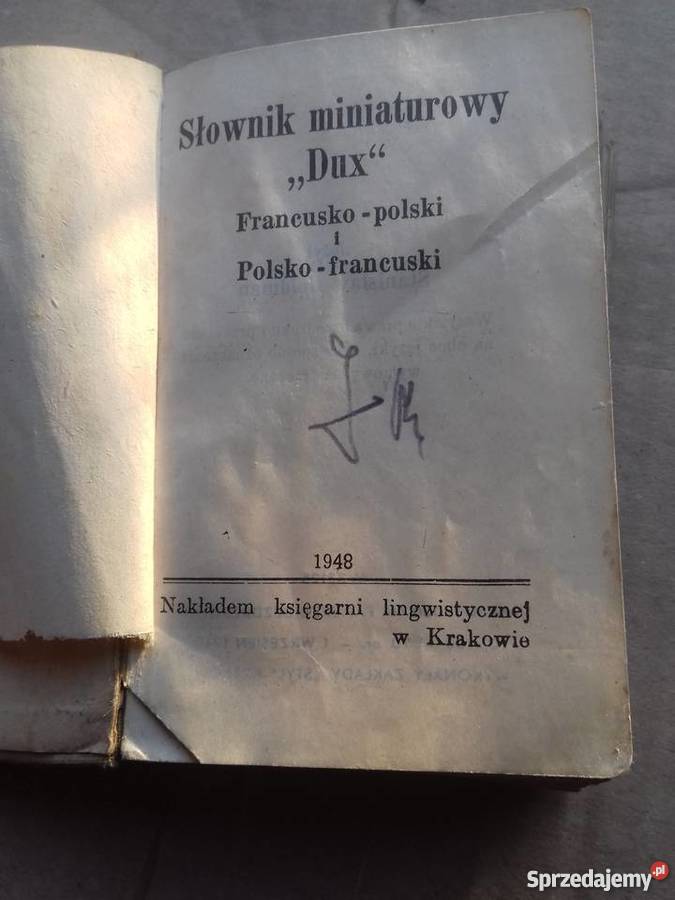 Słownik miniaturowy
„Dux“
Francusko - polski
i
Polsko - francuski
1948
Nakładem księgarni lingwistycznej
w Krakowie
Sprzedajemy.pl